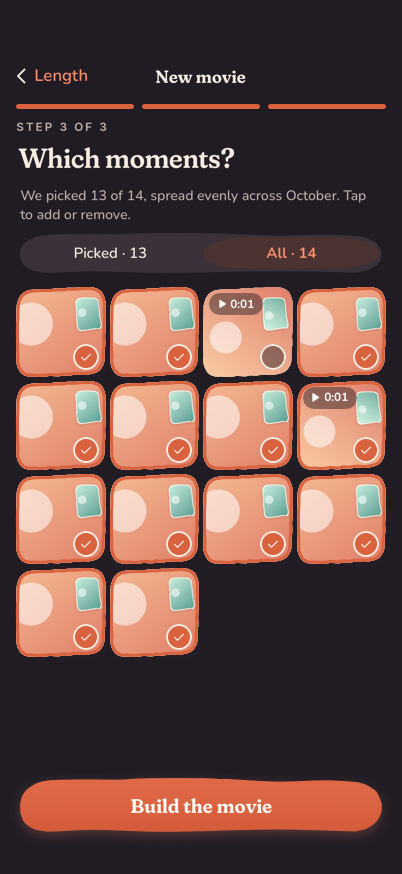 Length
New movie
STEP 3 OF 3
Which moments?
We picked 13 of 14, spread evenly across October. Tap
to add or remove.
Picked · 13
All · 14
0:01
0:01
Build the movie